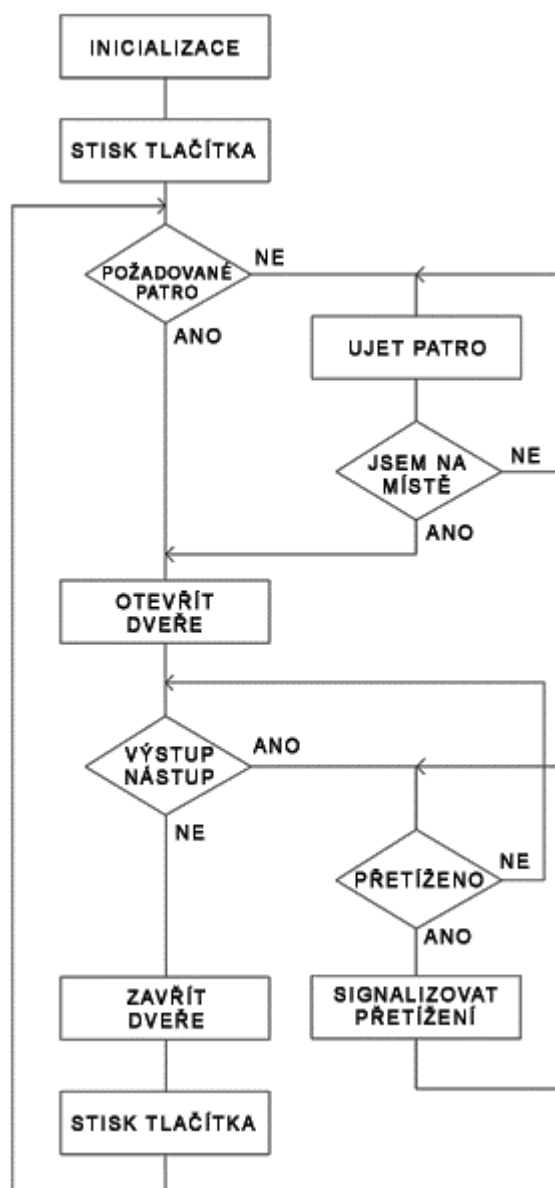 INICIALIZACE
STISK TLAČÍTKA
POŽADOVANÉ
PATRO
NE
ANO
UJET PATRO
JSEM NA
MÍSTĚ
NE
ANO
OTEVŘÍT
DVEŘE
VÝSTUP
NÁSTUP
ANO
NE
PŘETÍŽENO
NE
ANO
SIGNALIZOVAT
PŘETÍŽENÍ
ZAVŘÍT
DVEŘE
STISK TLAČÍTKA